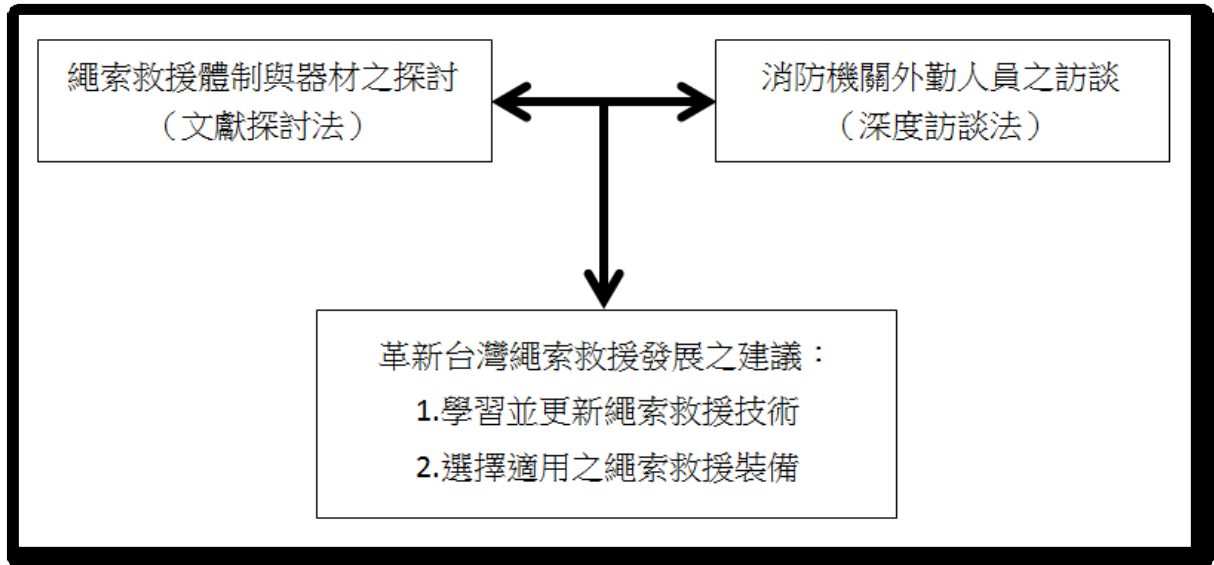 繩索救援體制與器材之探討
（文獻探討法）
消防機關外勤人員之訪談
（深度訪談法）
革新台灣繩索救援發展之建議：
1.學習並更新繩索救援技術
2.選擇適用之繩索救援裝備